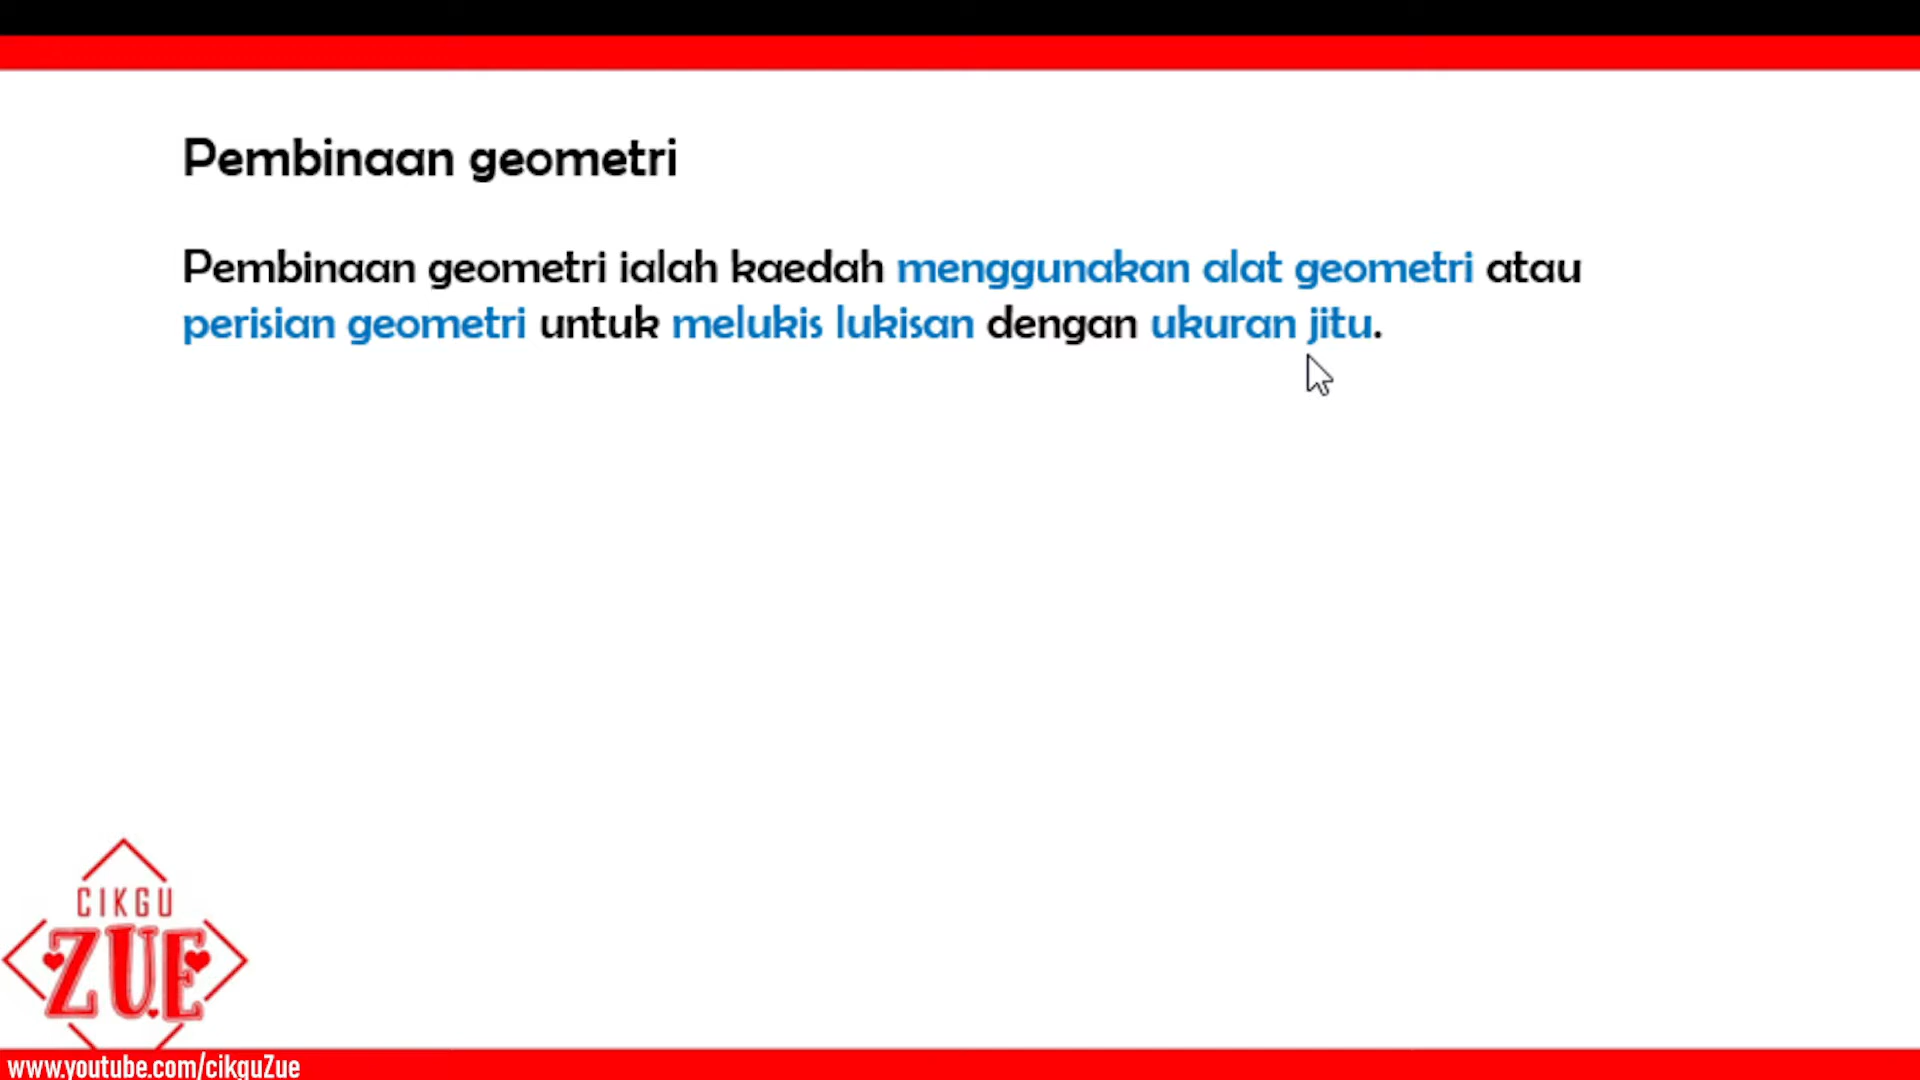 Pembinaan geometri
Pembinaan geometri ialah kaedah menggunakan alat geometri atau
perisian geometri untuk melukis lukisan dengan ukuran jitu.
CIKGU
ZUE
www.youtube.com/cikguZue